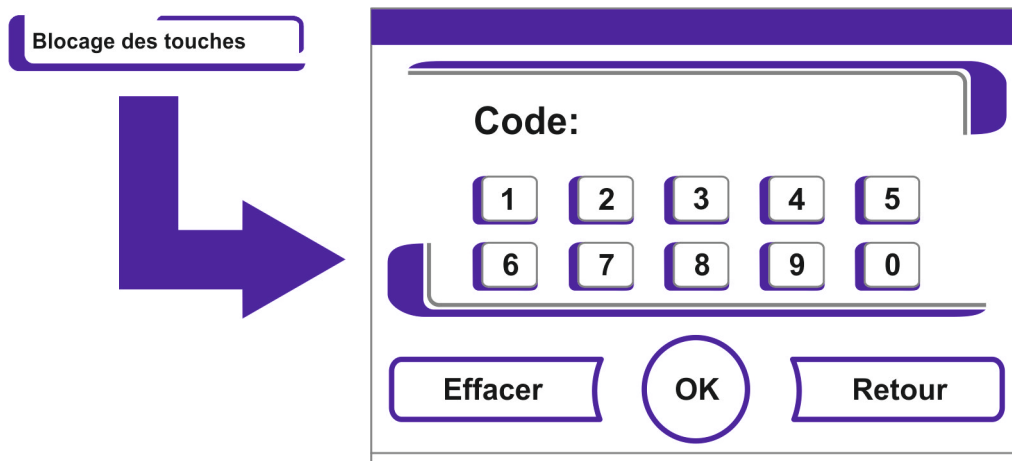 Blocage des touches
Code:
1 2 3 4 5
6 7 8 9 0
Effacer OK Retour